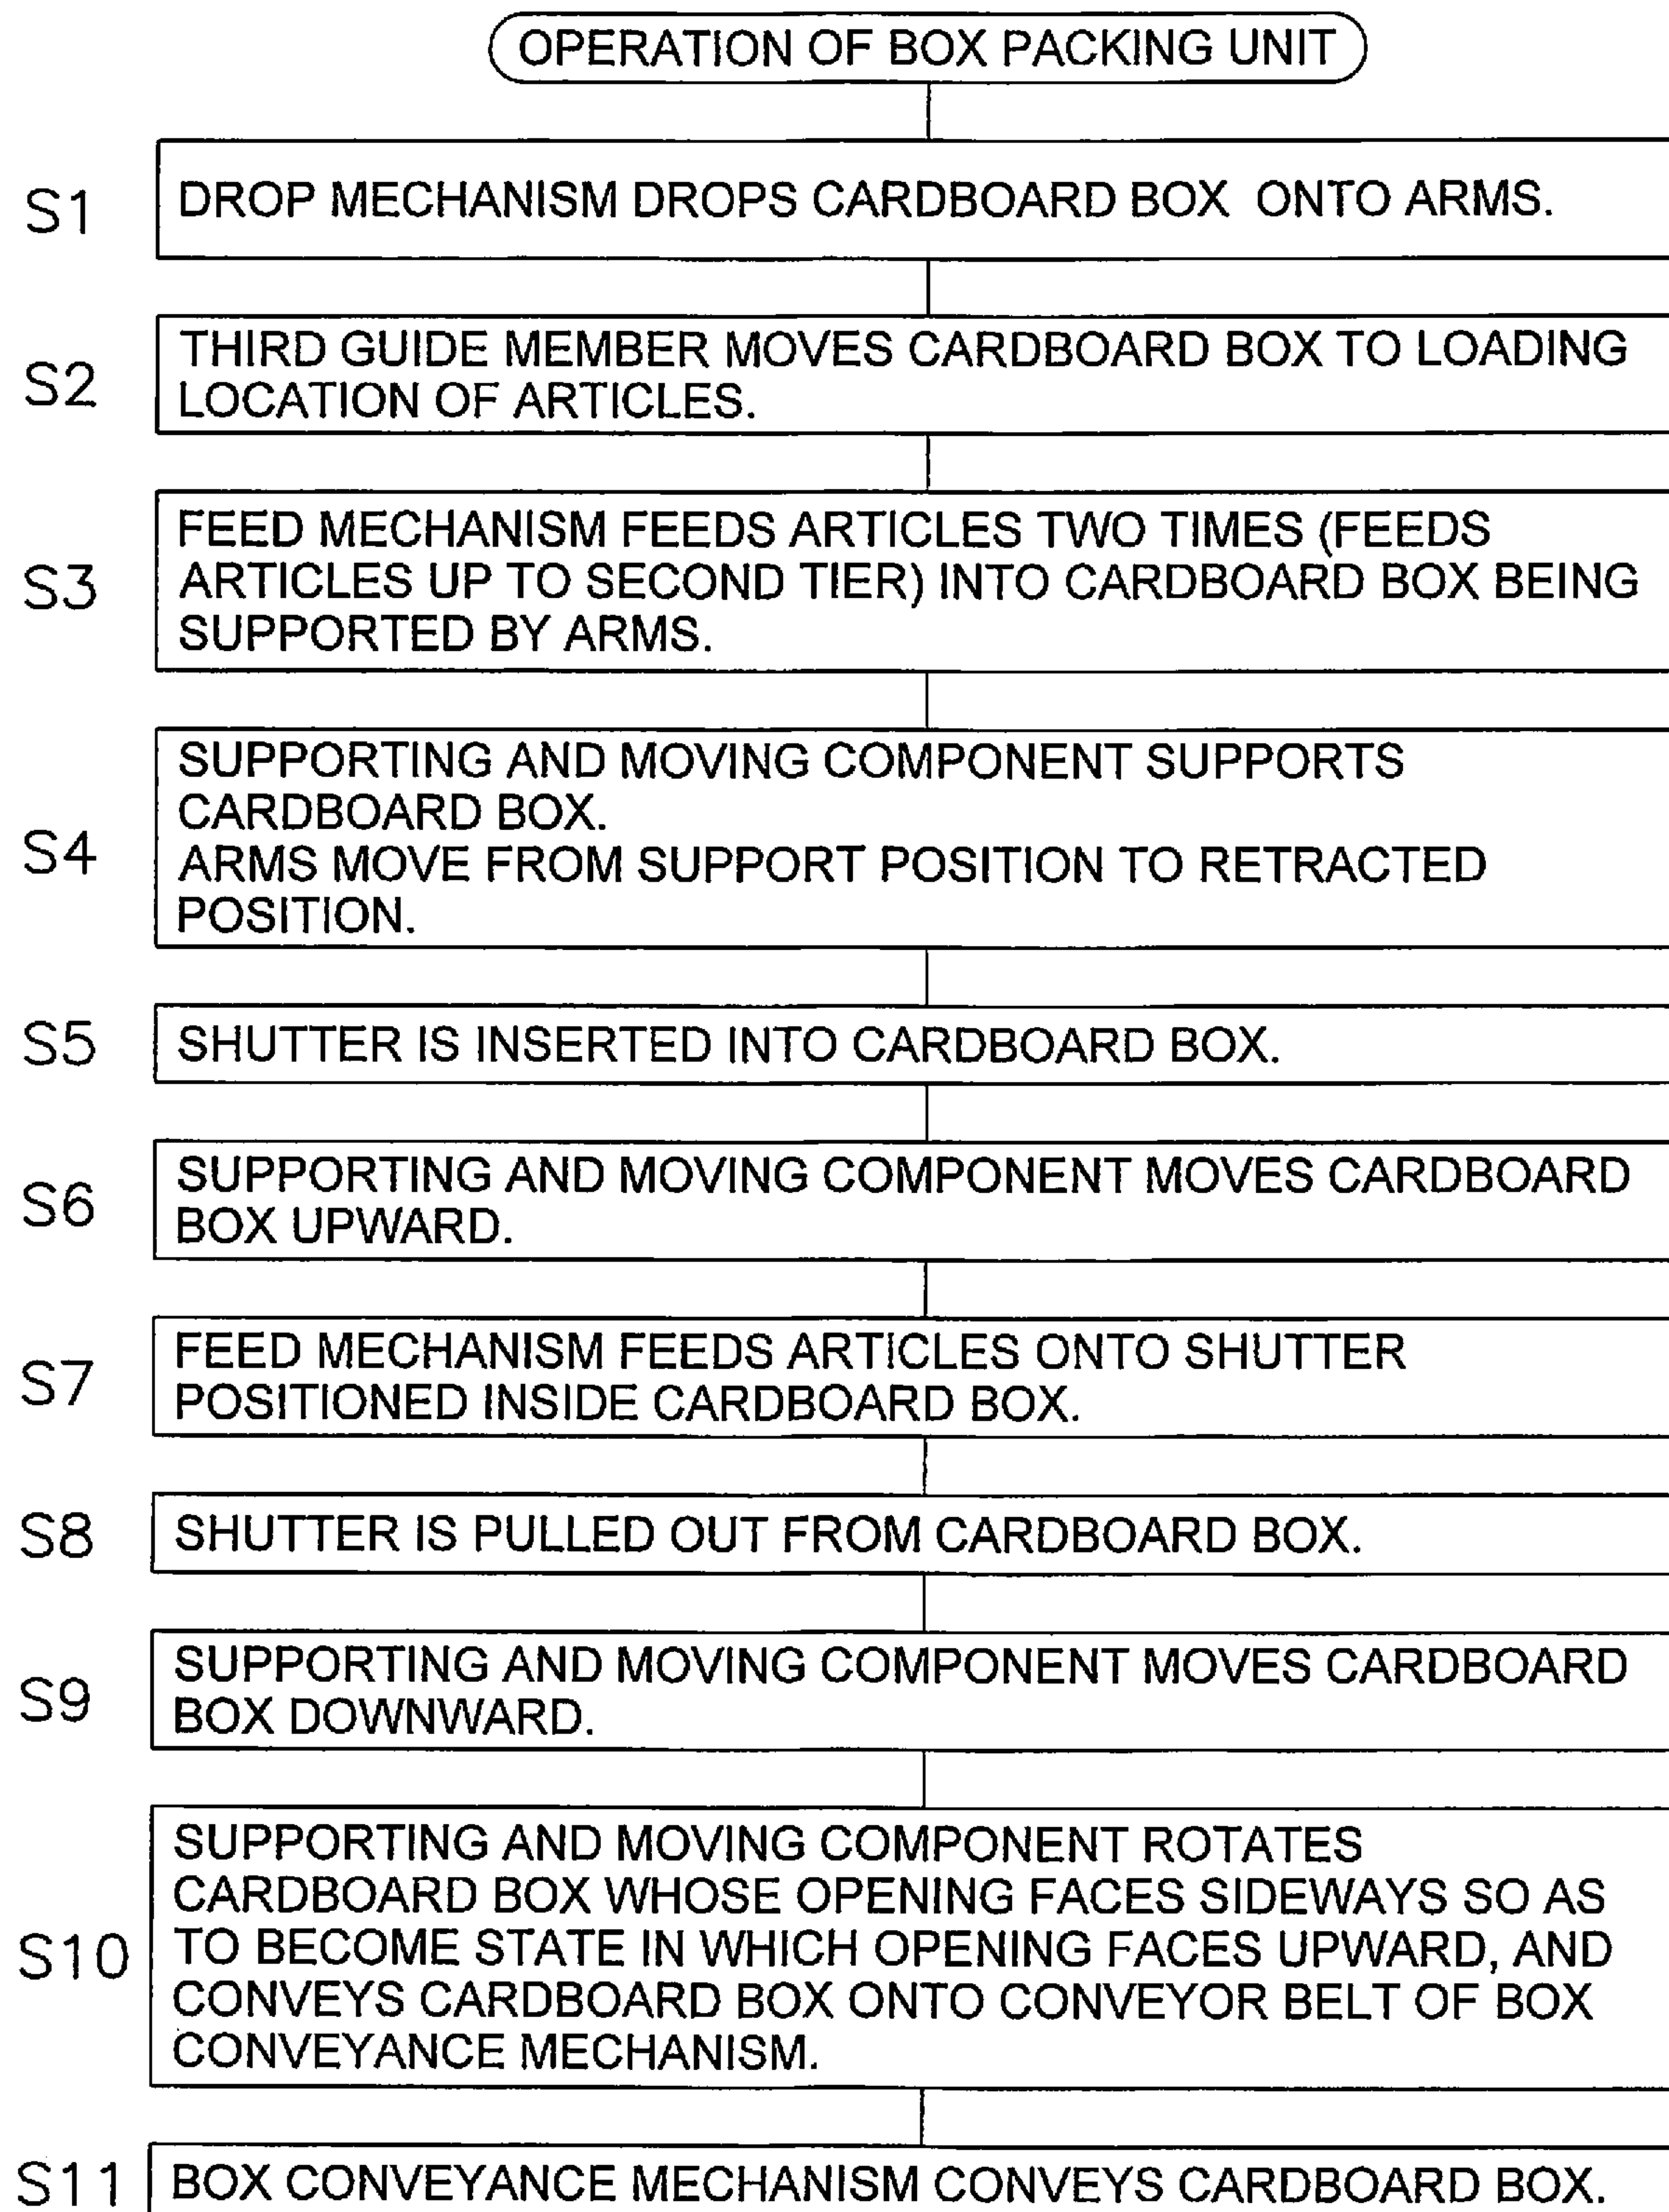 OPERATION OF BOX PACKING UNIT
S1
DROP MECHANISM DROPS CARDBOARD BOX ONTO ARMS.
S2
THIRD GUIDE MEMBER MOVES CARDBOARD BOX TO LOADING
LOCATION OF ARTICLES.
S3
FEED MECHANISM FEEDS ARTICLES TWO TIMES (FEEDS
ARTICLES UP TO SECOND TIER) INTO CARDBOARD BOX BEING
SUPPORTED BY ARMS.
S4
SUPPORTING AND MOVING COMPONENT SUPPORTS
CARDBOARD BOX.
ARMS MOVE FROM SUPPORT POSITION TO RETRACTED
POSITION.
S5
SHUTTER IS INSERTED INTO CARDBOARD BOX.
S6
SUPPORTING AND MOVING COMPONENT MOVES CARDBOARD
BOX UPWARD.
S7
FEED MECHANISM FEEDS ARTICLES ONTO SHUTTER
POSITIONED INSIDE CARDBOARD BOX.
S8
SHUTTER IS PULLED OUT FROM CARDBOARD BOX.
S9
SUPPORTING AND MOVING COMPONENT MOVES CARDBOARD
BOX DOWNWARD.
S10
SUPPORTING AND MOVING COMPONENT ROTATES
CARDBOARD BOX WHOSE OPENING FACES SIDEWAYS SO AS
TO BECOME STATE IN WHICH OPENING FACES UPWARD, AND
CONVEYS CARDBOARD BOX ONTO CONVEYOR BELT OF BOX
CONVEYANCE MECHANISM.
S11
BOX CONVEYANCE MECHANISM CONVEYS CARDBOARD BOX.